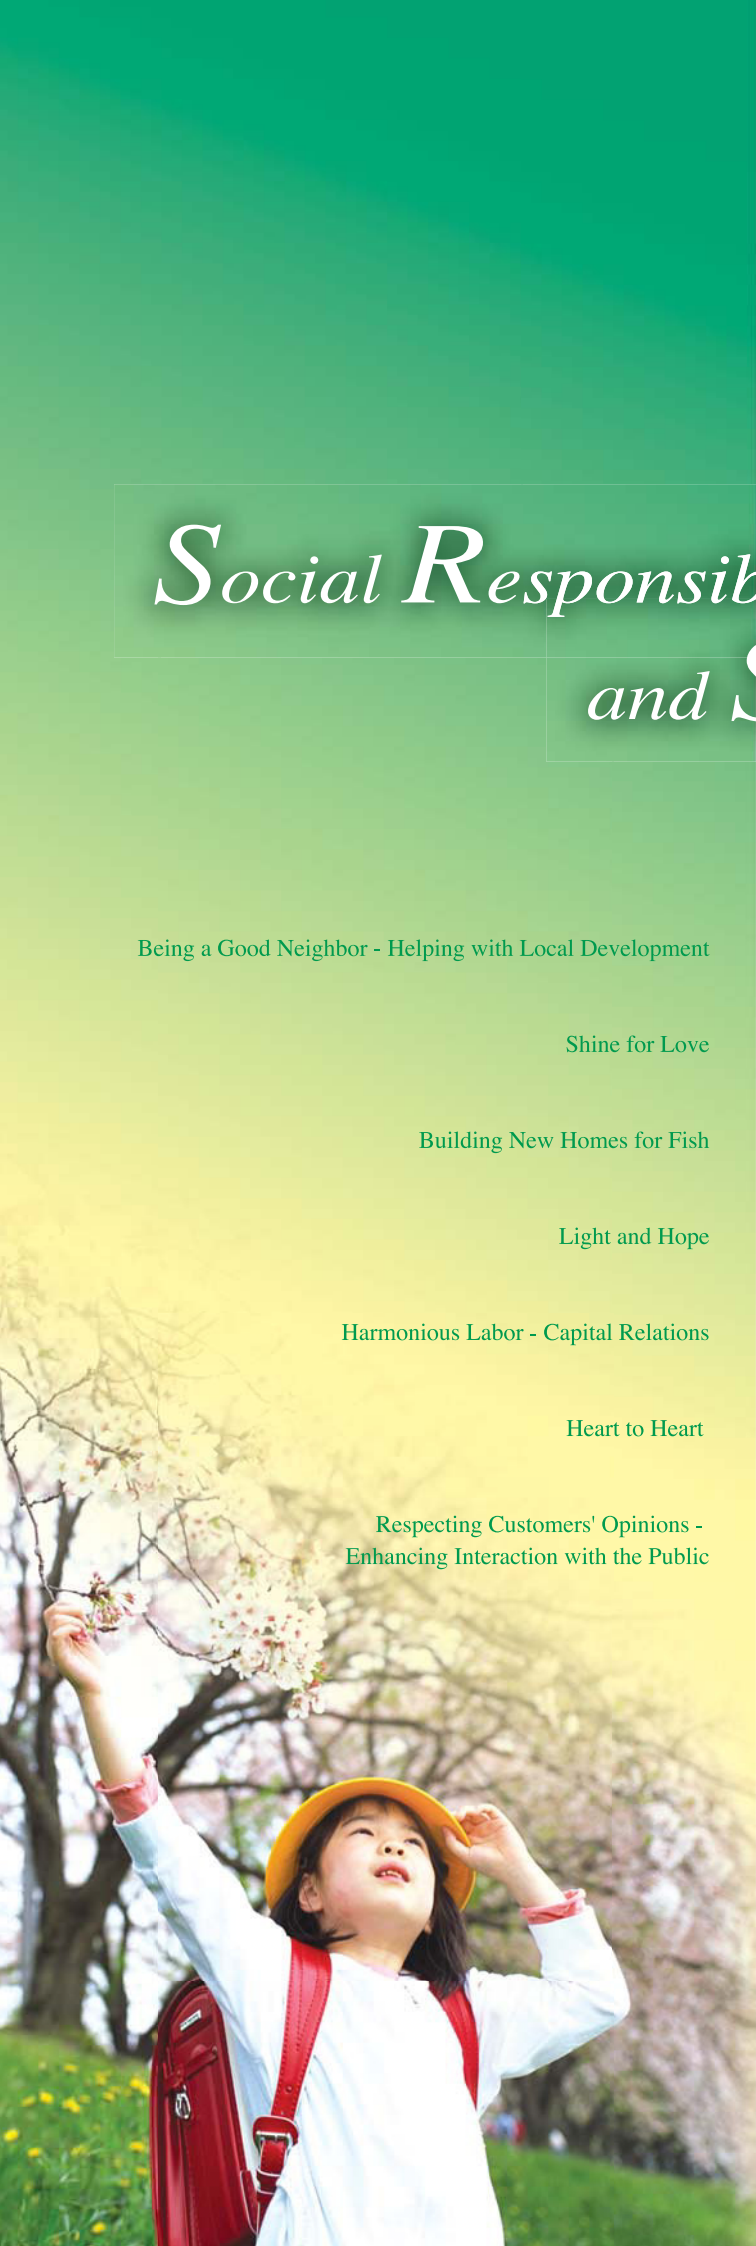 Social Responsib
and S
Being a Good Neighbor - Helping with Local Development
Shine for Love
Building New Homes for Fish
Light and Hope
Harmonious Labor - Capital Relations
Heart to Heart
Respecting Customers' Opinions -
Enhancing Interaction with the Public